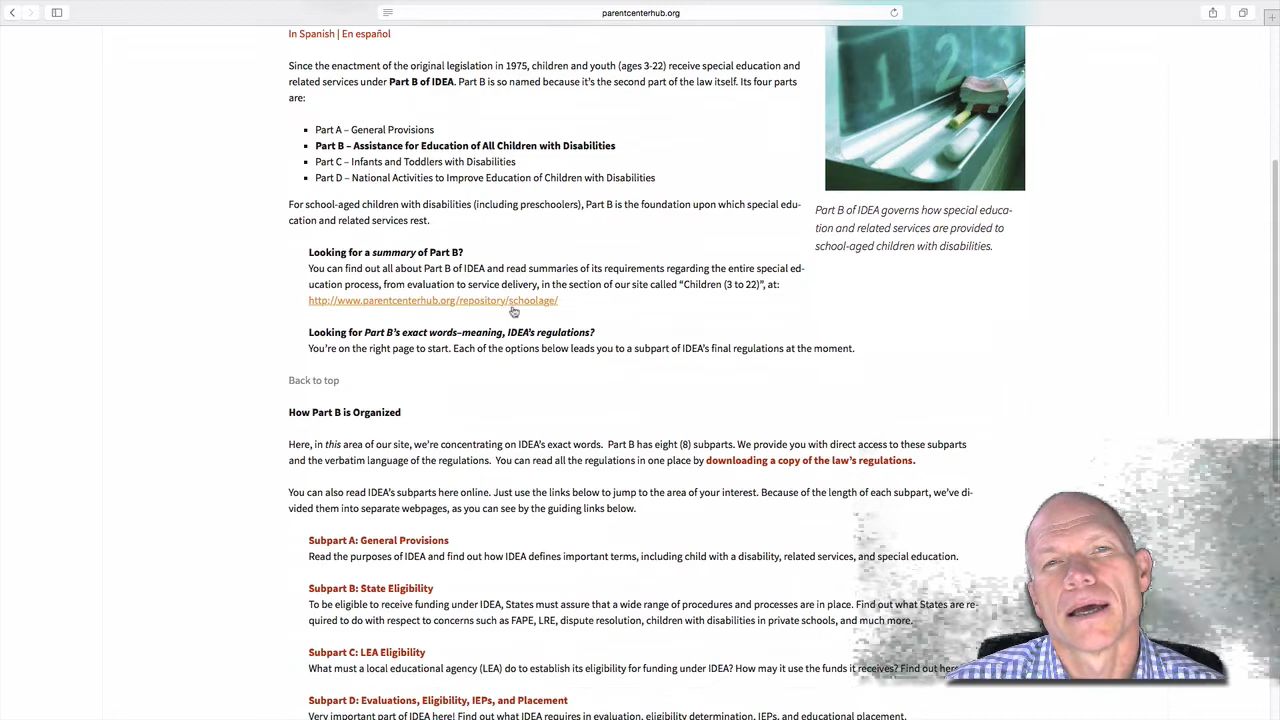 parentcenterhub.org
In Spanish | En español
Since the enactment of the original legislation in 1975, children and youth (ages 3-22) receive special education and
related services under Part B of IDEA. Part B is so named because it's the second part of the law itself. Its four parts
are:
Part A – General Provisions
Part B – Assistance for Education of All Children with Disabilities
Part C – Infants and Toddlers with Disabilities
Part D – National Activities to Improve Education of Children with Disabilities
For school-aged children with disabilities (including preschoolers), Part B is the foundation upon which special edu-
cation and related services rest.
1 2 3
Part B of IDEA governs how special educa-
tion and related services are provided to
school-aged children with disabilities.
Looking for a summary of Part B?
You can find out all about Part B of IDEA and read summaries of its requirements regarding the entire special ed-
ucation process, from evaluation to service delivery, in the section of our site called “Children (3 to 22)”, at:
http://www.parentcenterhub.org/repository/schoolage/
Looking for Part B's exact words–meaning, IDEA's regulations?
You're on the right page to start. Each of the options below leads you to a subpart of IDEA's final regulations at the moment.
Back to top
How Part B is Organized
Here, in this area of our site, we're concentrating on IDEA's exact words. Part B has eight (8) subparts. We provide you with direct access to these subparts
and the verbatim language of the regulations. You can read all the regulations in one place by downloading a copy of the law's regulations.
You can also read IDEA's subparts here online. Just use the links below to jump to the area of your interest. Because of the length of each subpart, we've di-
vided them into separate webpages, as you can see by the guiding links below.
Subpart A: General Provisions
Read the purposes of IDEA and find out how IDEA defines important terms, including child with a disability, related services, and special education.
Subpart B: State Eligibility
To be eligible to receive funding under IDEA, States must assure that a wide range of procedures and processes are in place. Find out what States are re-
quired to do with respect to concerns such as FAPE, LRE, dispute resolution, children with disabilities in private schools, and much more.
Subpart C: LEA Eligibility
What must a local educational agency (LEA) do to establish its eligibility for funding under IDEA? How may it use the funds it receives? Find out
Subpart D: Evaluations, Eligibility, IEPs, and Placement
Very important part of IDEA here! Find out what IDEA requires in evaluation, eligibility determination, IEPs, and educational placement.